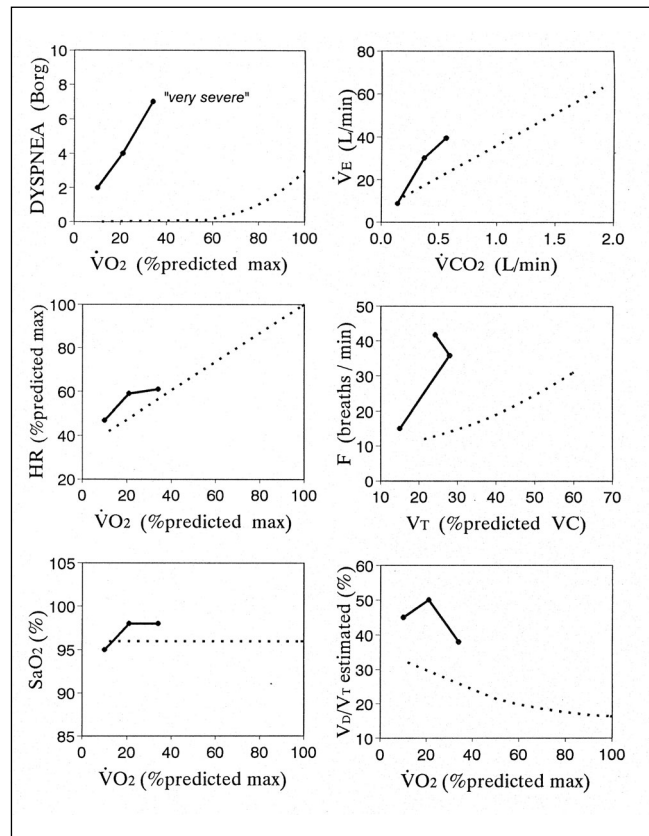 DYSPNEA (Borg)
10
8
6
4
2
0
"very severe"
0 20 40 60 80 100
V̇O2 (%predicted max)
V̇E (L/min)
80
60
40
20
0
0.0 0.5 1.0 1.5 2.0
V̇CO2 (L/min)
HR (%predicted max)
100
80
60
40
20
0 20 40 60 80 100
V̇O2 (%predicted max)
F (breaths / min)
50
40
30
20
10
0
10 20 30 40 50 60 70
VT (%predicted VC)
SaO2 (%)
105
100
95
90
85
0 20 40 60 80 100
V̇O2 (%predicted max)
VD/VT estimated (%)
60
50
40
30
20
10
0 20 40 60 80 100
V̇O2 (%predicted max)